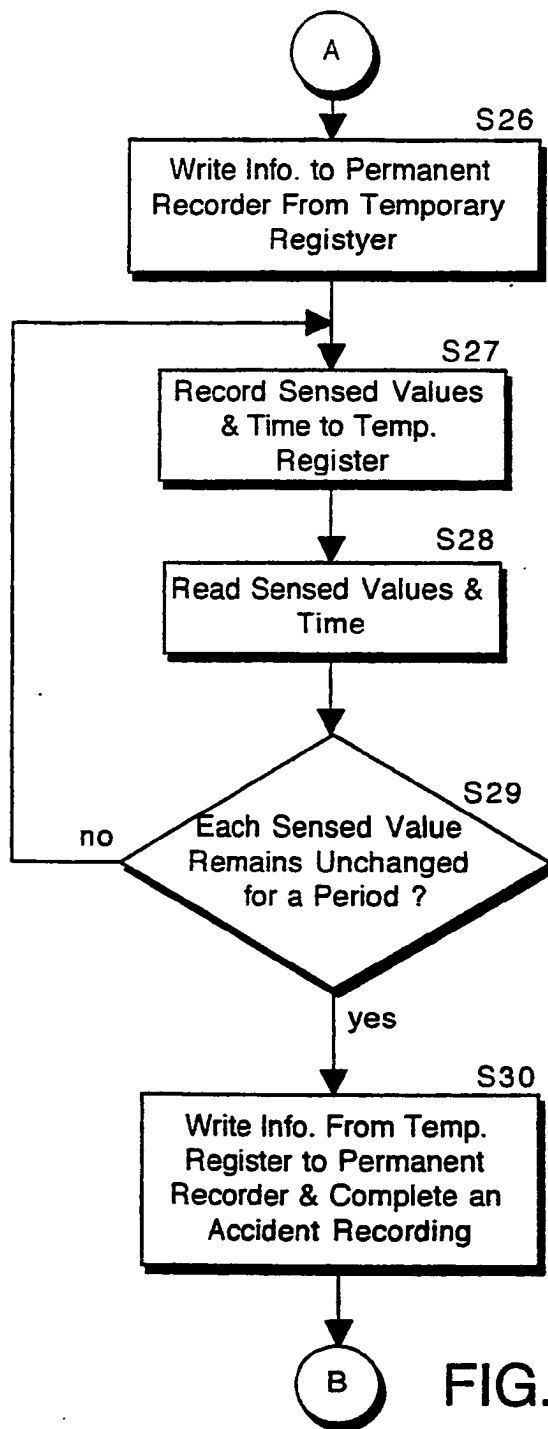 A
S26
Write Info. to Permanent
Recorder From Temporary
Registyer
S27
Record Sensed Values
& Time to Temp.
Register
S28
Read Sensed Values &
Time
S29
no
Each Sensed Value
Remains Unchanged
for a Period ?
yes
S30
Write Info. From Temp.
Register to Permanent
Recorder & Complete an
Accident Recording
B
FIG.